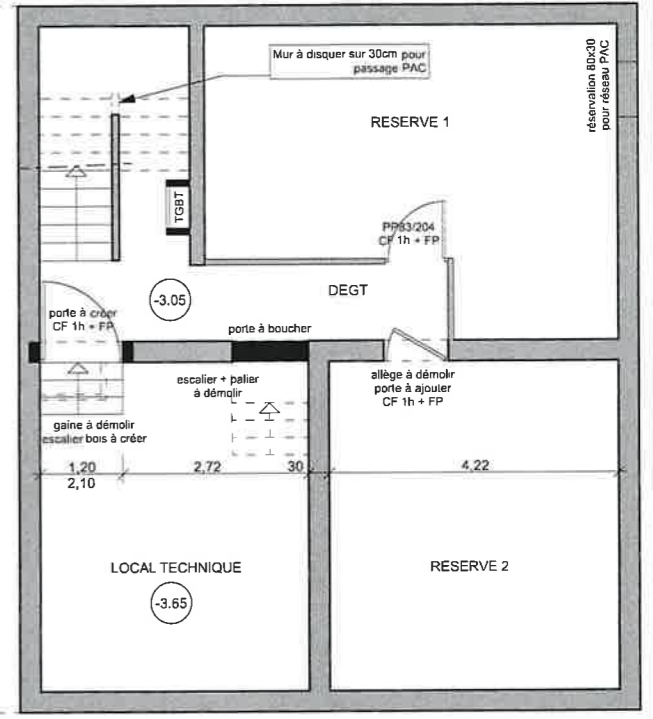 Mur à disquer sur 30cm pour
passage PAC
réservation 80x30
pour réseau PAC
RESERVE 1
TGBT
PP83/204
CF 1h + FP
DEGT
-3.05
porte à créer
CF 1h + FP
porte à boucher
escalier + palier
à démolir
allège à démolir
porte à ajouter
CF 1h + FP
gaine à démolir
escalier bois à créer
1,20
2,10
2,72
30
4,22
LOCAL TECHNIQUE
-3.65
RESERVE 2